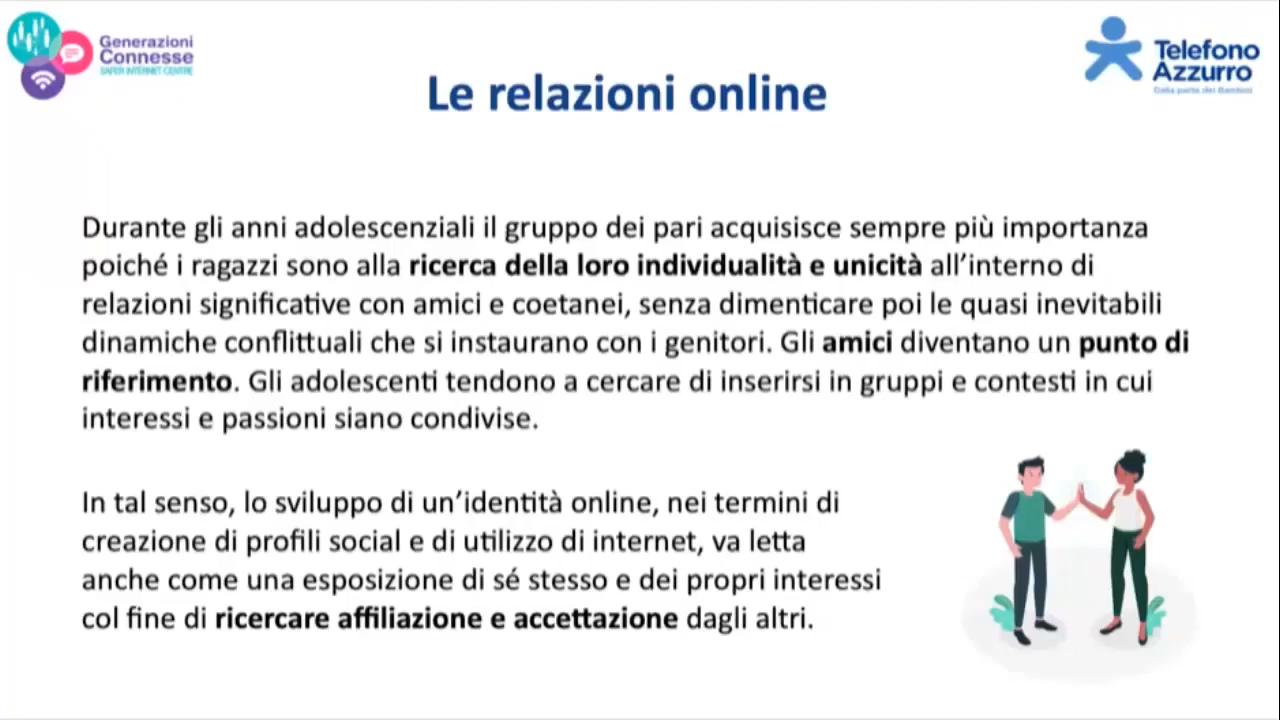 Generazioni
Connesse
SAFER INTERNET CENTRE
Telefono
Azzurro
Dalla parte dei Bambini
Le relazioni online
Durante gli anni adolescenziali il gruppo dei pari acquisisce sempre più importanza
poiché i ragazzi sono alla ricerca della loro individualità e unicità all’interno di
relazioni significative con amici e coetanei, senza dimenticare poi le quasi inevitabili
dinamiche conflittuali che si instaurano con i genitori. Gli amici diventano un punto di
riferimento. Gli adolescenti tendono a cercare di inserirsi in gruppi e contesti in cui
interessi e passioni siano condivise.
In tal senso, lo sviluppo di un’identità online, nei termini di
creazione di profili social e di utilizzo di internet, va letta
anche come una esposizione di sé stesso e dei propri interessi
col fine di ricercare affiliazione e accettazione dagli altri.